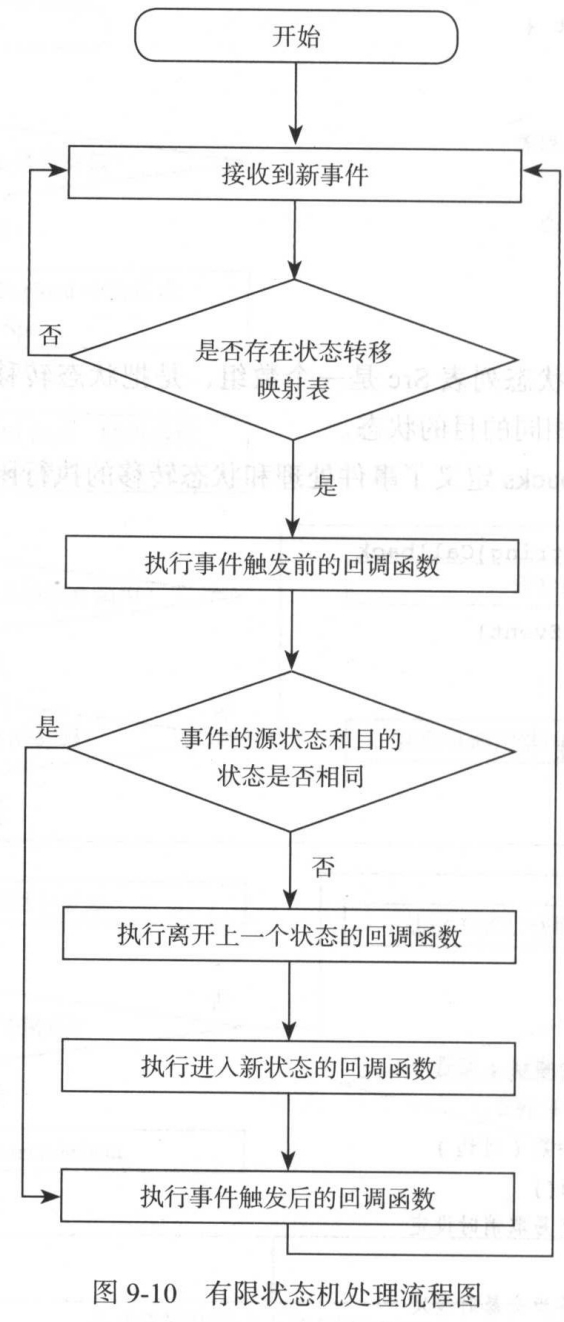 开始
接收到新事件
否
是否存在状态转移
映射表
是
执行事件触发前的回调函数
是
事件的源状态和目的
状态是否相同
否
执行离开上一个状态的回调函数
执行进入新状态的回调函数
执行事件触发后的回调函数
图 9-10 有限状态机处理流程图